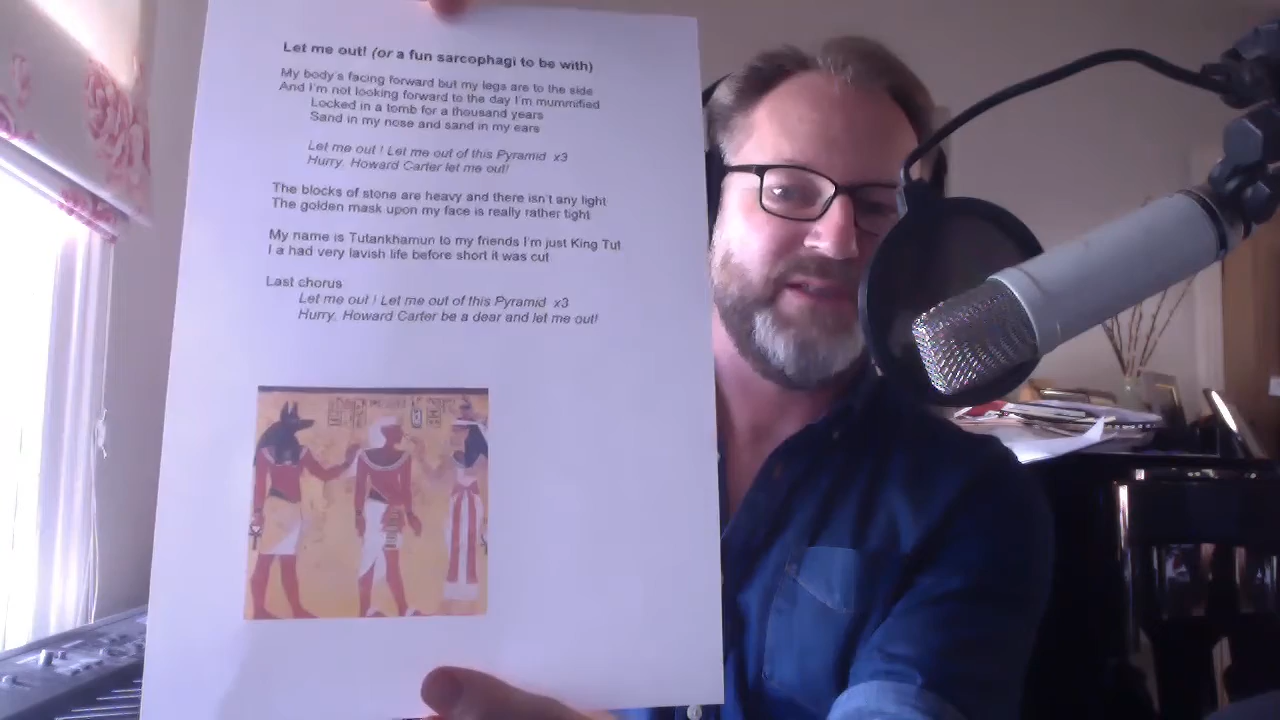 Let me out! (or a fun sarcophagi to be with)
My body's facing forward but my legs are to the side
And I'm not looking forward to the day I'm mummified
Locked in a tomb for a thousand years
Sand in my nose and sand in my ears
Let me out ! Let me out of this Pyramid x3
Hurry. Howard Carter let me out!
The blocks of stone are heavy and there isn't any light
The golden mask upon my face is really rather tight
My name is Tutankhamun to my friends I'm just King Tut
I a had very lavish life before short it was cut
Last chorus
Let me out ! Let me out of this Pyramid x3
Hurry. Howard Carter be a dear and let me out!